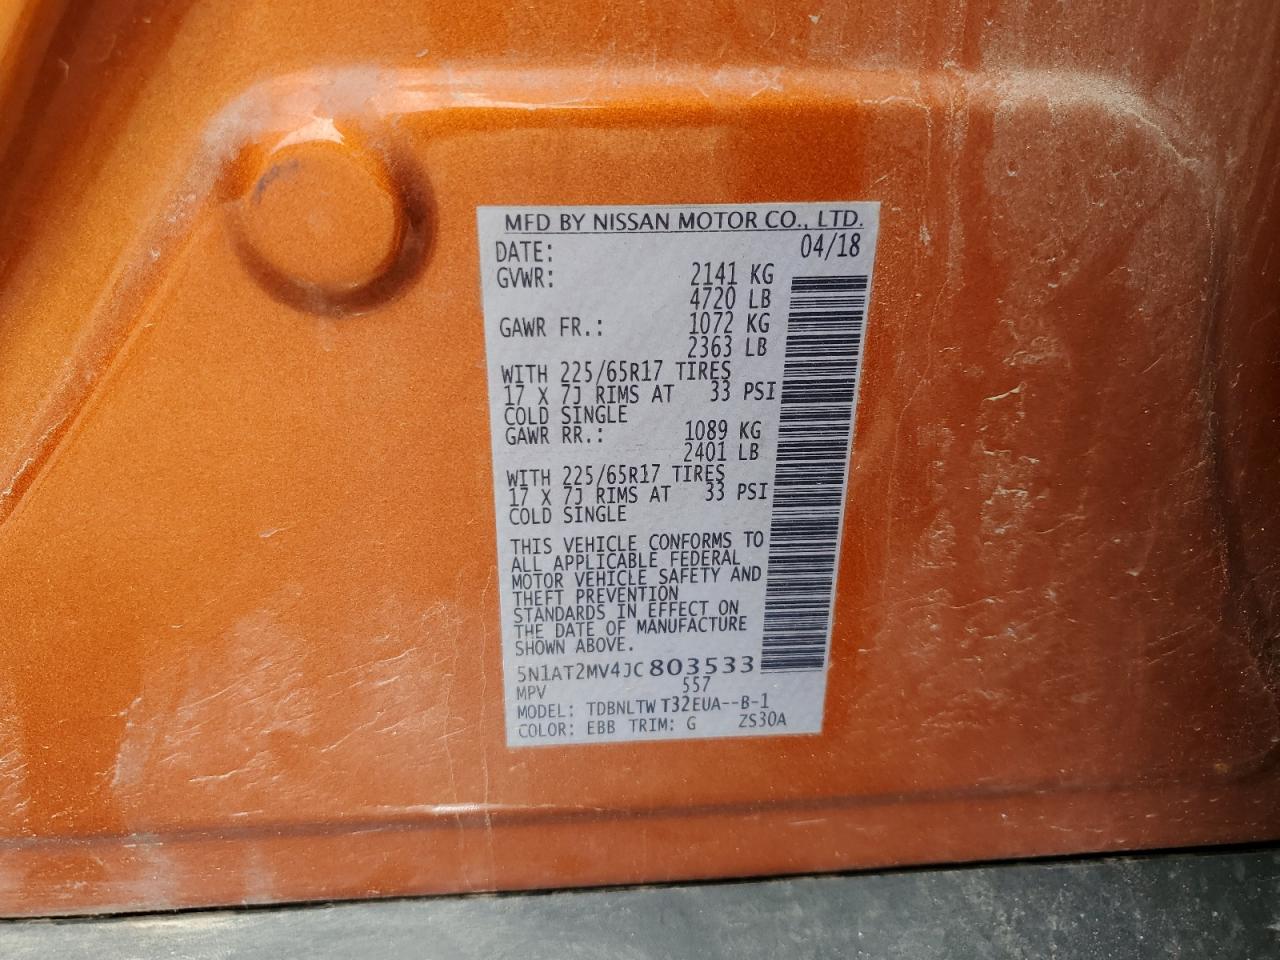 MFD BY NISSAN MOTOR CO., LTD.
DATE: 04/18
GVWR: 2141 KG
4720 LB
GAWR FR.: 1072 KG
2363 LB
WITH 225/65R17 TIRES
17 X 7J RIMS AT 33 PSI
COLD SINGLE
GAWR RR.: 1089 KG
2401 LB
WITH 225/65R17 TIRES
17 X 7J RIMS AT 33 PSI
COLD SINGLE
THIS VEHICLE CONFORMS TO
ALL APPLICABLE FEDERAL
MOTOR VEHICLE SAFETY AND
THEFT PREVENTION
STANDARDS IN EFFECT ON
THE DATE OF MANUFACTURE
SHOWN ABOVE.
5N1AT2MV4JC803533
MPV 557
MODEL: TDBNLTW T32EUA--B-1
COLOR: EBB TRIM: G ZS30A